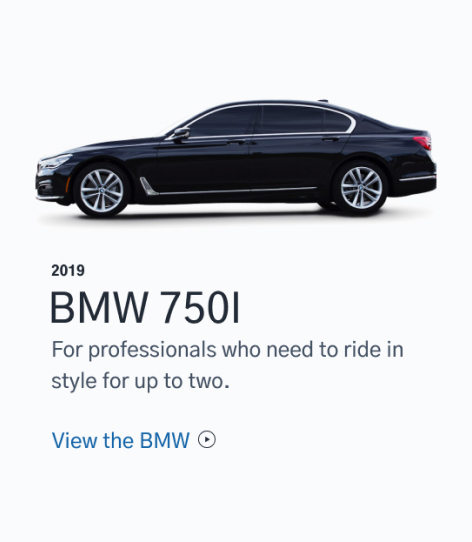 2019
BMW 750I
For professionals who need to ride in
style for up to two.
View the BMW